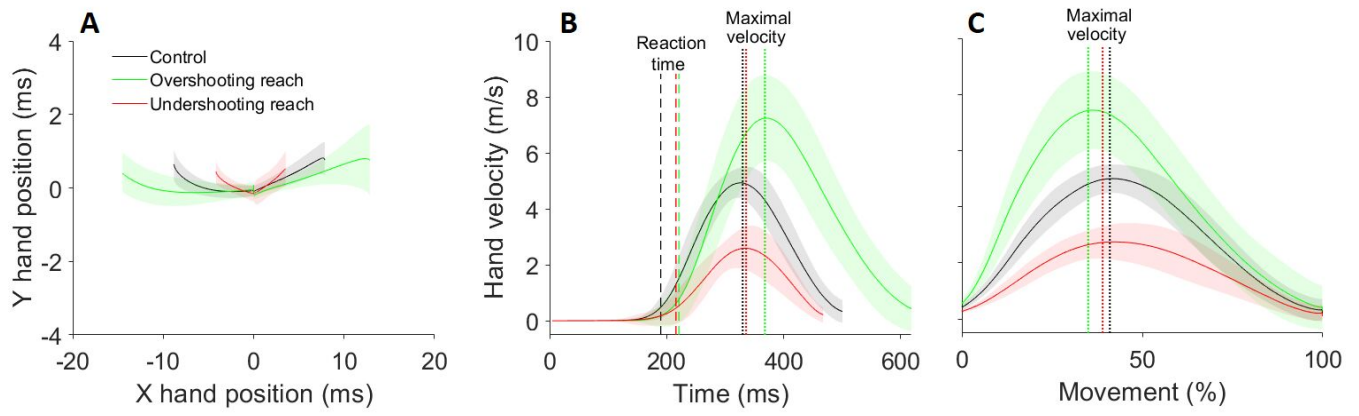 A
Control
Overshooting reach
Undershooting reach
Y hand position (ms)
4
2
0
-2
-4
-20
-10
0
10
20
X hand position (ms)
B
Reaction
time
Maximal
velocity
Hand velocity (m/s)
10
8
6
4
2
0
0
200
400
600
Time (ms)
C
Maximal
velocity
0
50
100
Movement (%)